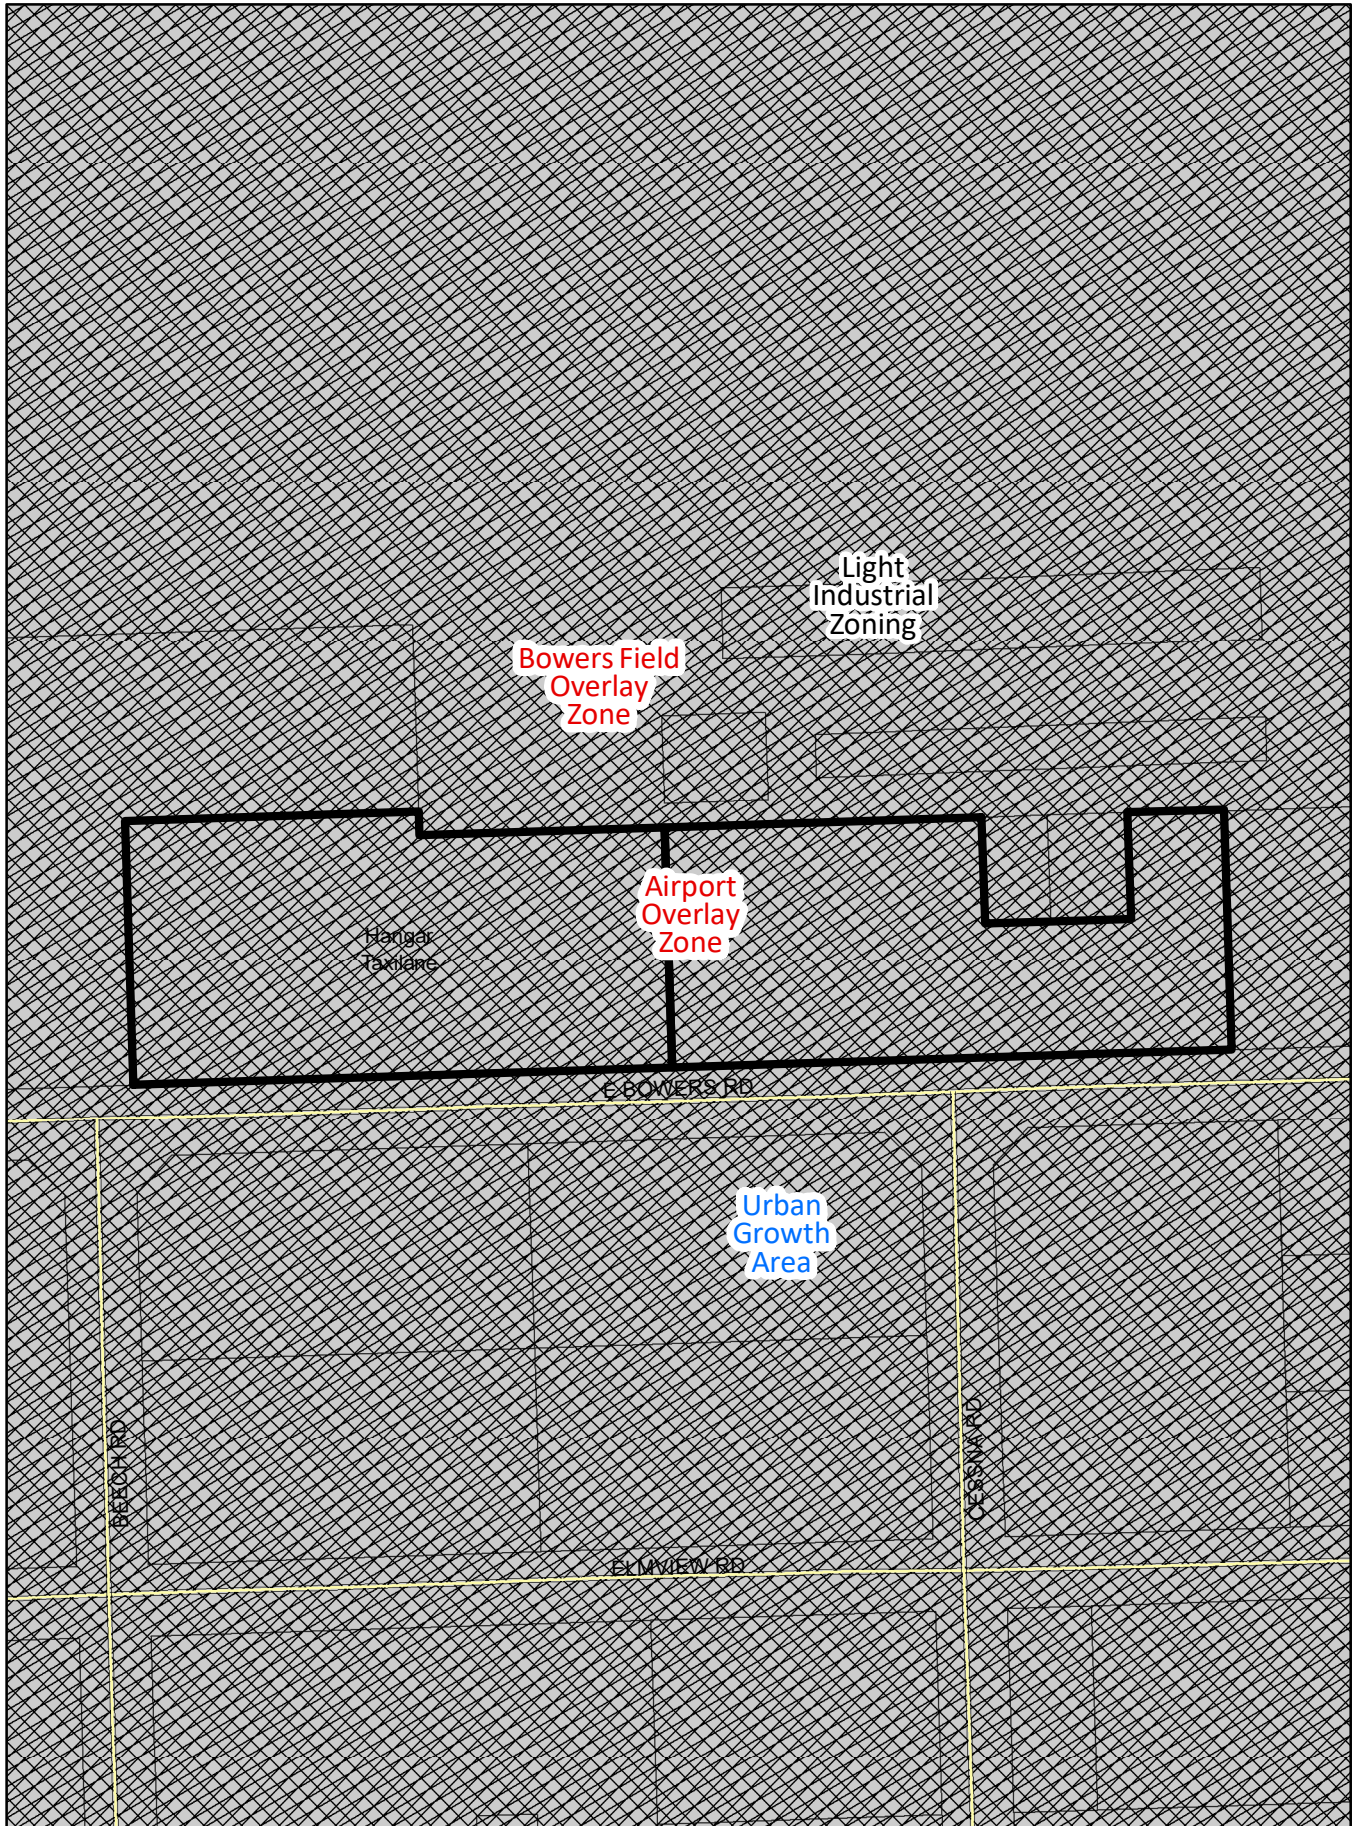 Light
Industrial
Zoning
Bowers Field
Overlay
Zone
Airport
Overlay
Zone
Hangar
Taxilane
E BOWERS RD
Urban
Growth
Area
BEECH RD
CESSNA RD
ELMVIEW RD